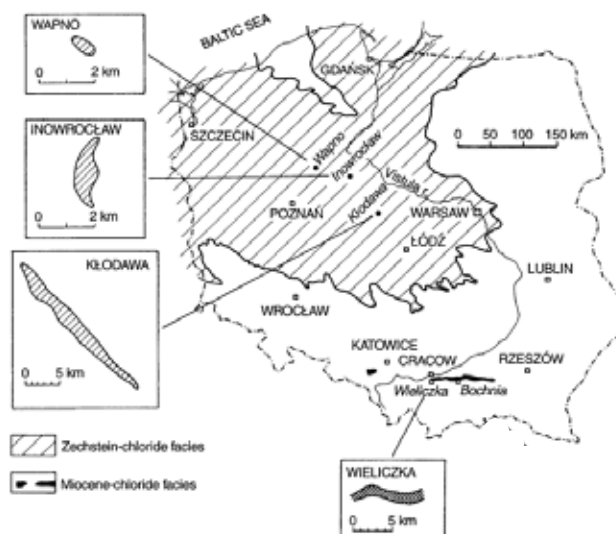 WAPNO
0 2 km
INOWROCŁAW
0 2 km
KŁODAWA
0 5 km
BALTIC SEA
GDAŃSK
SZCZECIN
Wapno
Inowrocław
0 50 100 150 km
Vistula r.
Kłodawa
POZNAŃ
WARSAW
ŁÓDŹ
LUBLIN
WROCŁAW
KATOWICE
CRACOW
RZESZÓW
Wieliczka
Bochnia
Zechstein-chloride facies
Miocene-chloride facies
WIELICZKA
0 5 km